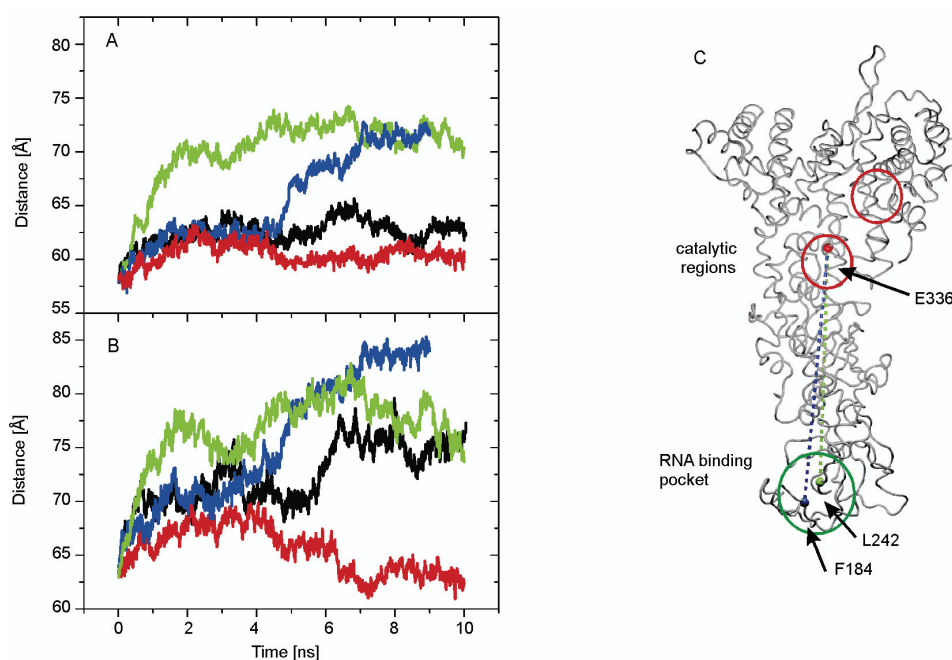 A
80
75
70
65
60
55
Distance [Å]
B
85
80
75
70
65
60
Distance [Å]
0 2 4 6 8 10
Time [ns]
C
catalytic
regions
E336
RNA binding
pocket
L242
F184